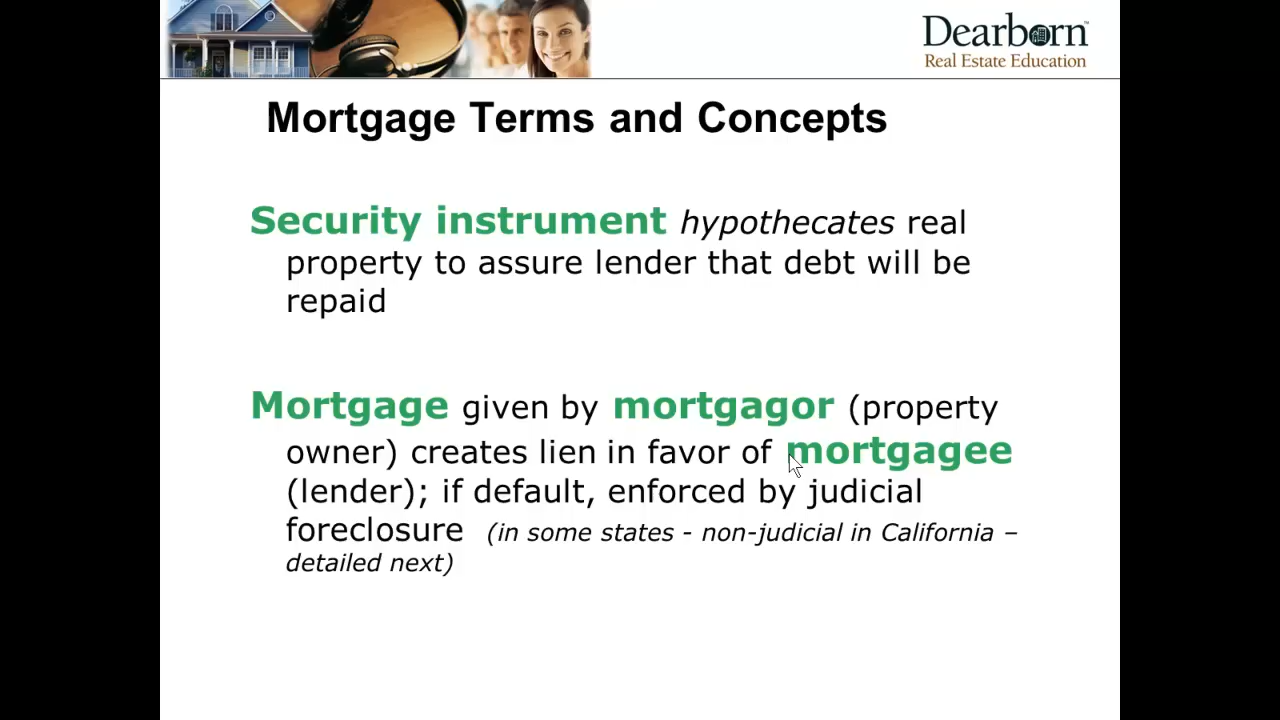 Dearborn™
Real Estate Education
Mortgage Terms and Concepts
Security instrument hypothecates real
property to assure lender that debt will be
repaid
Mortgage given by mortgagor (property
owner) creates lien in favor of mortgagee
(lender); if default, enforced by judicial
foreclosure (in some states - non-judicial in California –
detailed next)